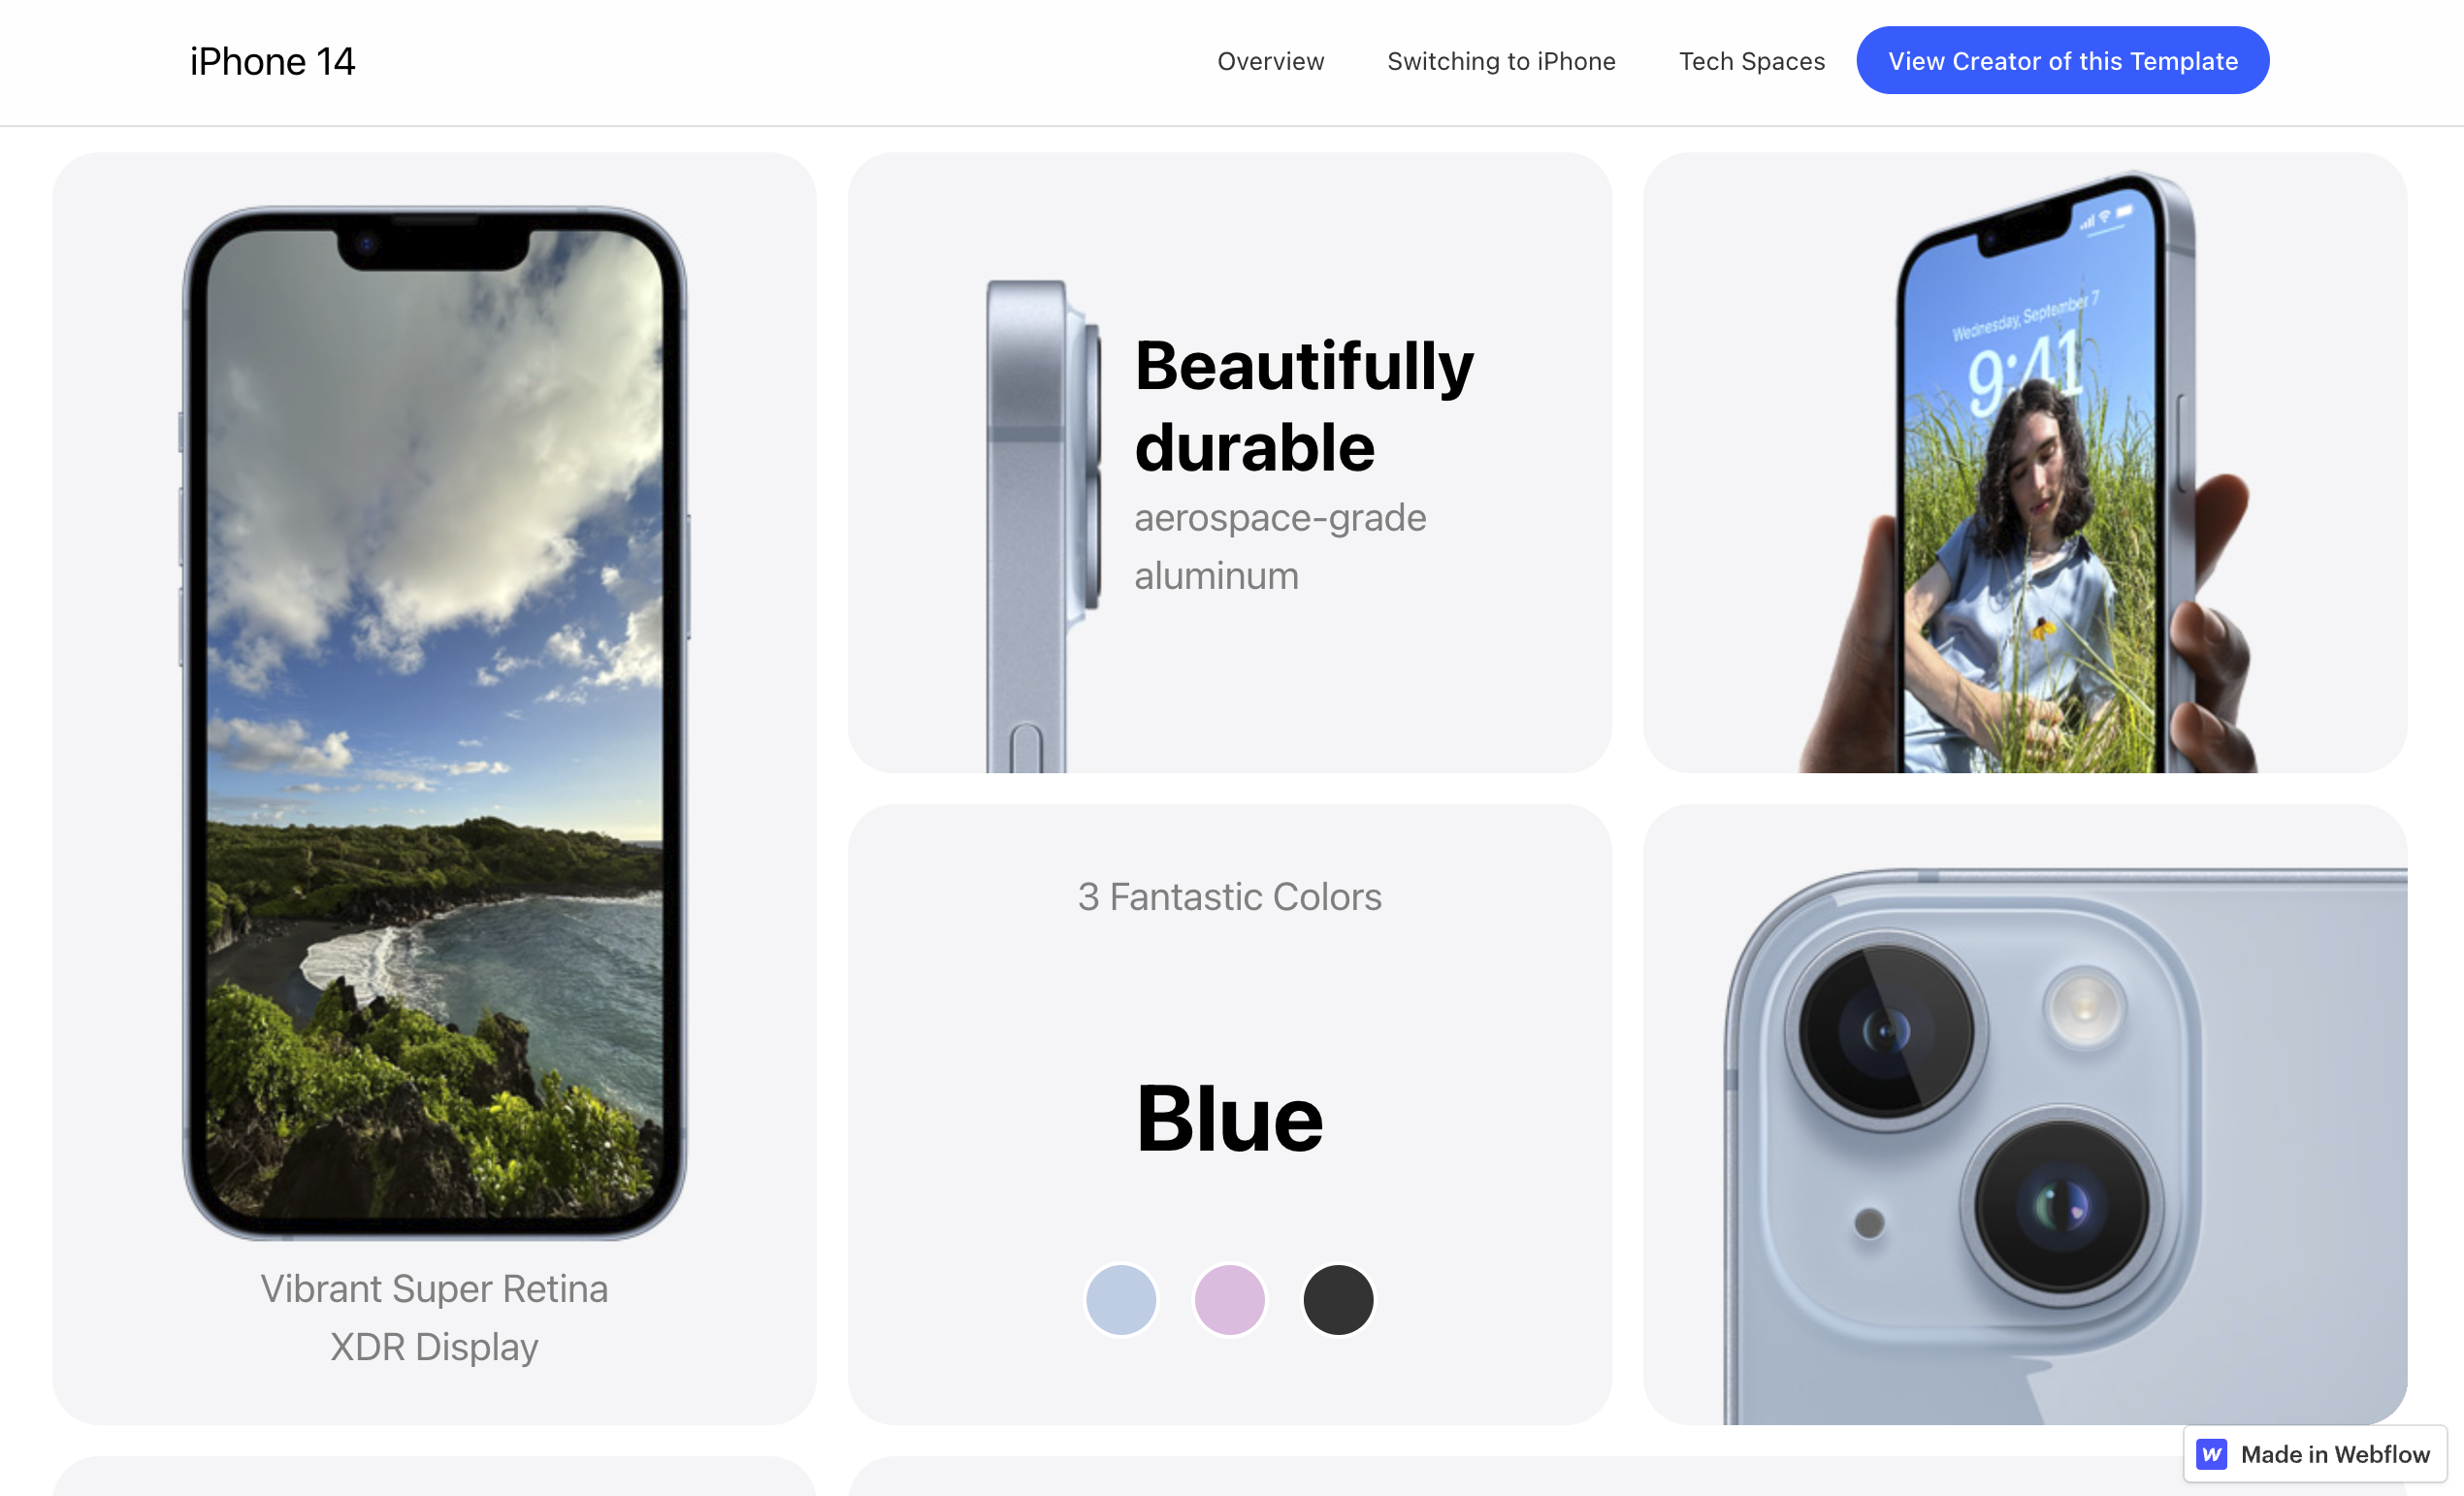 iPhone 14
Overview
Switching to iPhone
Tech Spaces
View Creator of this Template
Vibrant Super Retina
XDR Display
Beautifully
durable
aerospace-grade
aluminum
Wednesday, September 7
9:41
3 Fantastic Colors
Blue
Made in Webflow